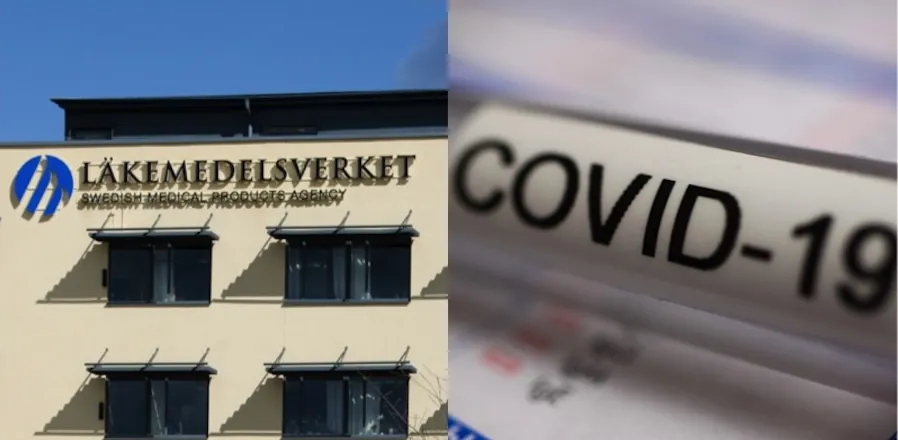 LÄKEMEDELSVERKET
SWEDISH MEDICAL PRODUCTS AGENCY
COVID-19